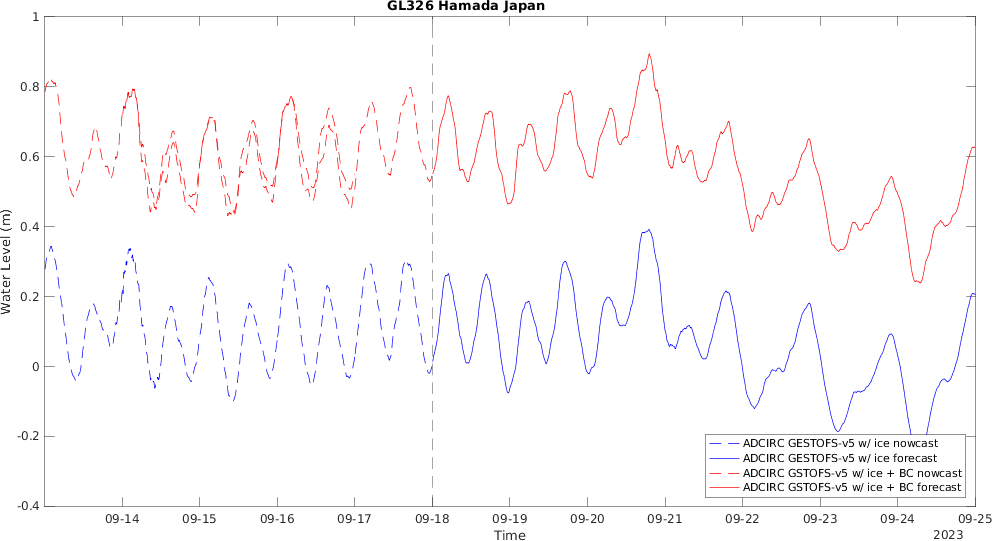 GL326 Hamada Japan
1
0.8
0.6
0.4
0.2
0
-0.2
-0.4
Water Level (m)
ADCIRC GESTOFS-v5 w/ ice nowcast
ADCIRC GESTOFS-v5 w/ ice forecast
ADCIRC GSTOFS-v5 w/ ice + BC nowcast
ADCIRC GSTOFS-v5 w/ ice + BC forecast
09-14 09-15 09-16 09-17 09-18 09-19 09-20 09-21 09-22 09-23 09-24 09-25
Time
2023